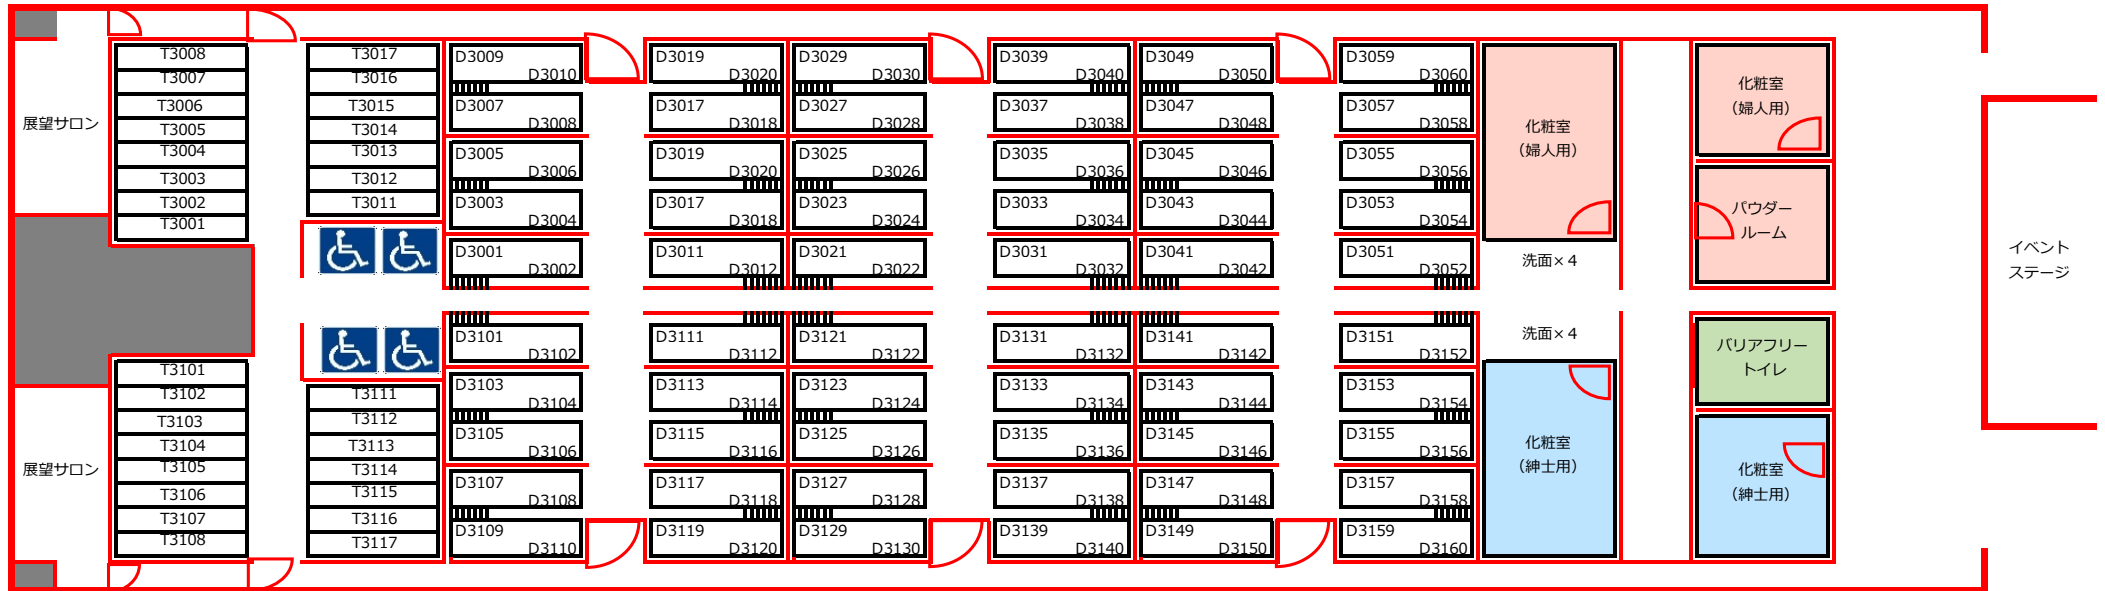 展望サロン
T3008
T3007
T3006
T3005
T3004
T3003
T3002
T3001
T3017
T3016
T3015
T3014
T3013
T3012
T3011
D3009
D3010
D3007
D3008
D3005
D3006
D3003
D3004
D3001
D3002
D3019
D3020
D3017
D3018
D3019
D3020
D3017
D3018
D3011
D3012
D3029
D3030
D3027
D3028
D3025
D3026
D3023
D3024
D3021
D3022
D3039
D3040
D3037
D3038
D3035
D3036
D3033
D3034
D3031
D3032
D3049
D3050
D3047
D3048
D3045
D3046
D3043
D3044
D3041
D3042
D3059
D3060
D3057
D3058
D3055
D3056
D3053
D3054
D3051
D3052
化粧室
（婦人用）
洗面×4
化粧室
（婦人用）
パウダー
ルーム
イベント
ステージ
展望サロン
T3101
T3102
T3103
T3104
T3105
T3106
T3107
T3108
T3111
T3112
T3113
T3114
T3115
T3116
T3117
D3101
D3102
D3103
D3104
D3105
D3106
D3107
D3108
D3109
D3110
D3111
D3112
D3113
D3114
D3115
D3116
D3117
D3118
D3119
D3120
D3121
D3122
D3123
D3124
D3125
D3126
D3127
D3128
D3129
D3130
D3131
D3132
D3133
D3134
D3135
D3136
D3137
D3138
D3139
D3140
D3141
D3142
D3143
D3144
D3145
D3146
D3147
D3148
D3149
D3150
D3151
D3152
D3153
D3154
D3155
D3156
D3157
D3158
D3159
D3160
洗面×4
化粧室
（紳士用）
バリアフリー
トイレ
化粧室
（紳士用）